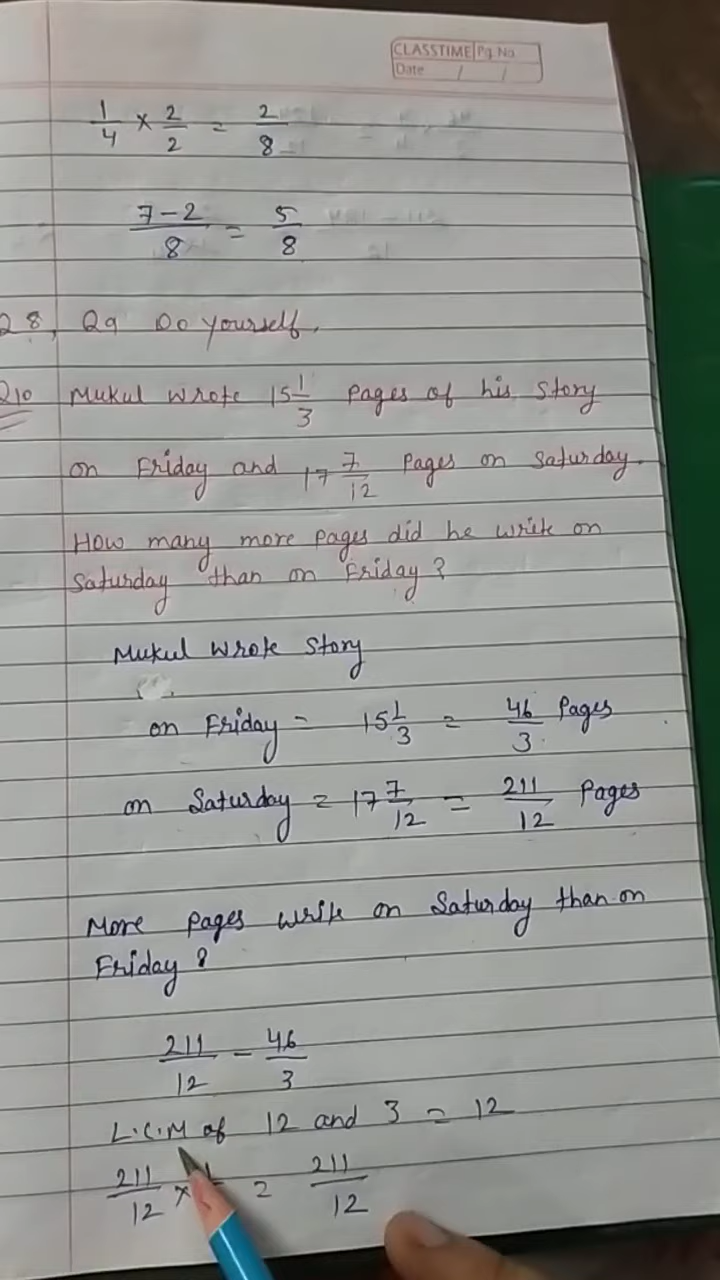 CLASSTIME Pg. No.
Date / /
1/4 × 2/2 = 2/8
7-2/8 = 5/8
Q8, Q9 Do yourself.
Q10 Mukul wrote 15 1/3 pages of his story
on Friday and 17 7/12 pages on Saturday.
How many more pages did he write on
Saturday than on Friday?
Mukul wrote story
on Friday = 15 1/3 = 46/3 Pages
on Saturday = 17 7/12 = 211/12 Pages
More pages write on Saturday than on
Friday?
211/12 - 46/3
L.C.M of 12 and 3 = 12
211/12 × = 211/12